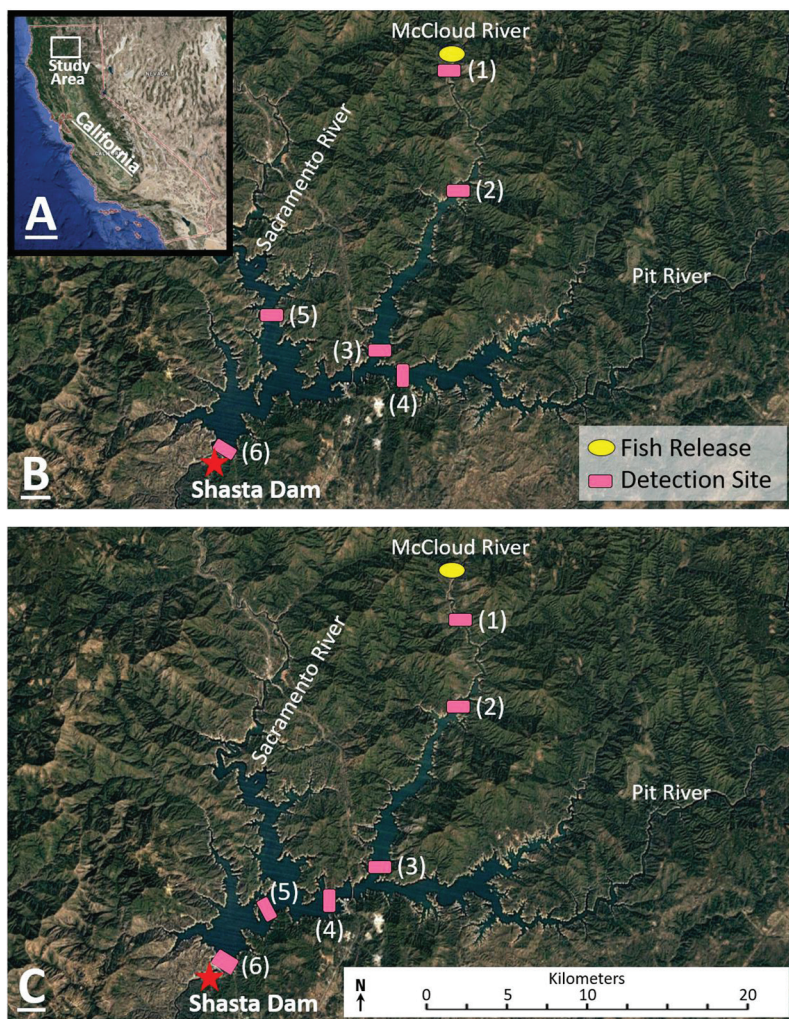 McCloud River
(1)
Study
Area
NEVADA
California
A
Sacramento River
(2)
Pit River
(5)
(3)
(4)
(6)
Shasta Dam
B
Fish Release
Detection Site
McCloud River
(1)
Sacramento River
(2)
Pit River
(3)
(5)
(4)
(6)
Shasta Dam
C
N
Kilometers
0 5 10 20